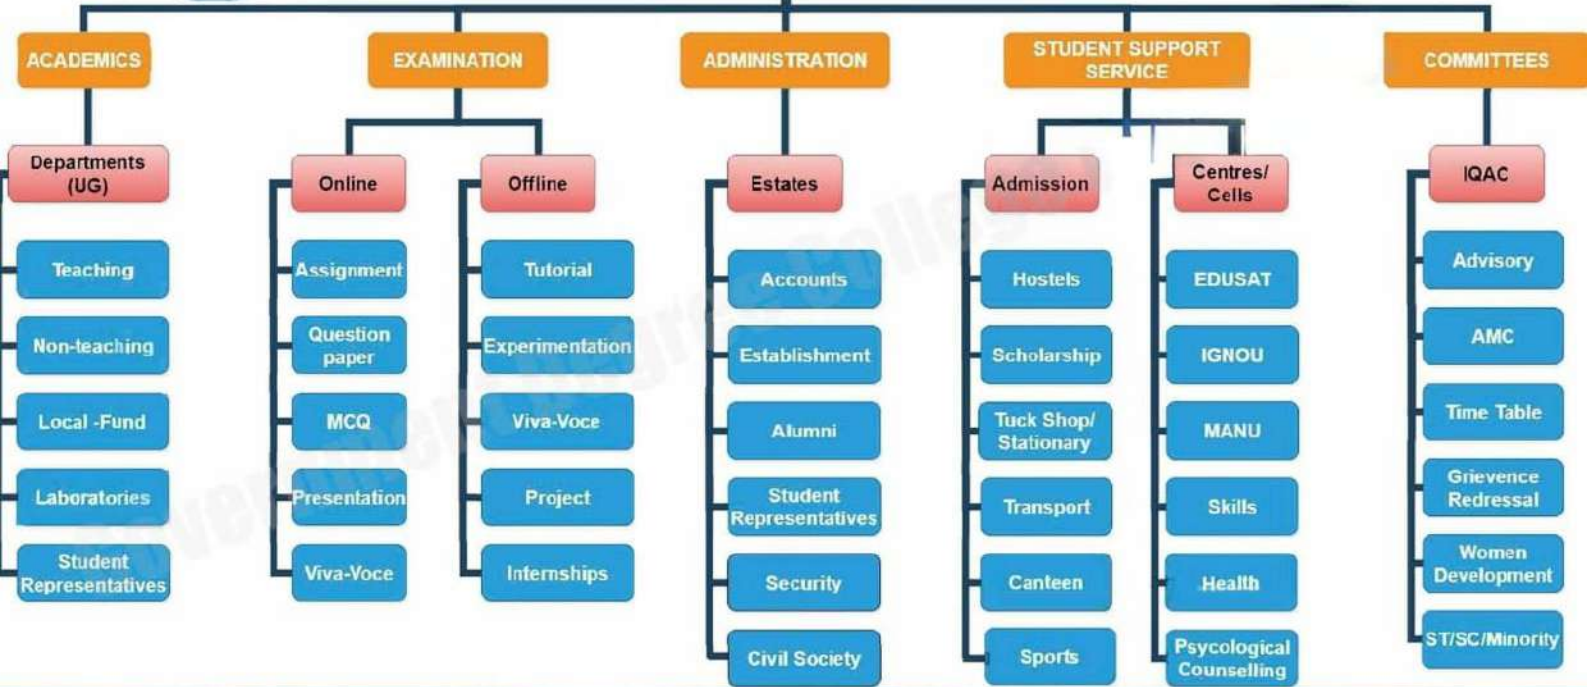 ACADEMICS
EXAMINATION
ADMINISTRATION
STUDENT SUPPORT
SERVICE
COMMITTEES
Departments
(UG)
Online
Offline
Estates
Admission
Centres/
Cells
IQAC
Teaching
Non-teaching
Local -Fund
Laboratories
Student
Representatives
Assignment
Question
paper
MCQ
Presentation
Viva-Voce
Tutorial
Experimentation
Viva-Voce
Project
Internships
Accounts
Establishment
Alumni
Student
Representatives
Security
Civil Society
Hostels
Scholarship
Tuck Shop/
Stationary
Transport
Canteen
Sports
EDUSAT
IGNOU
MANU
Skills
Health
Psycological
Counselling
Advisory
AMC
Time Table
Grievence
Redressal
Women
Development
ST/SC/Minority
Government Degree College